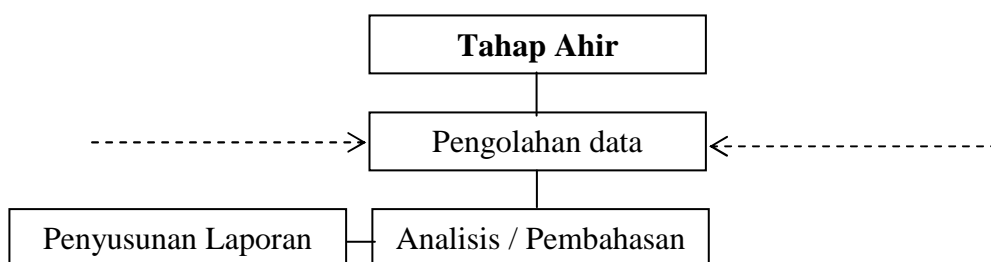 Tahap Ahir
Pengolahan data
Penyusunan Laporan
Analisis / Pembahasan